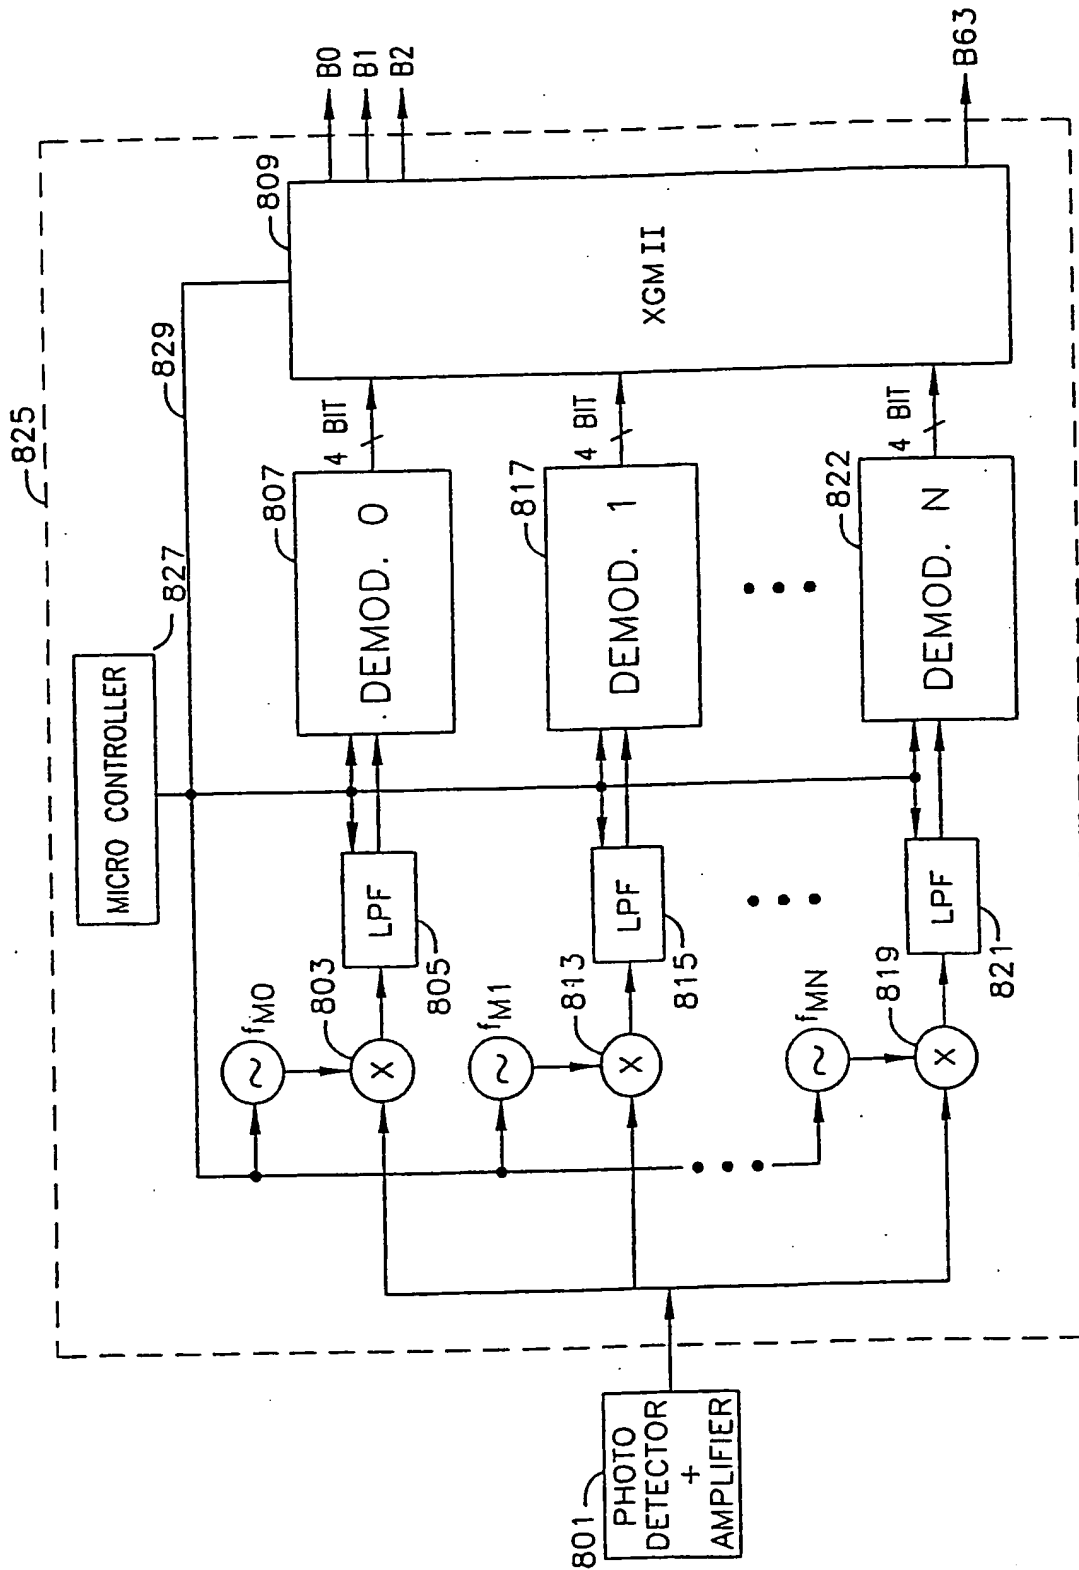 825
MICRO CONTROLLER
827
829
809
B0
B1
B2
B63
XGM II
fM0
803
LPF
805
DEMOD. 0
807
4 BIT
fM1
813
LPF
815
DEMOD. 1
817
4 BIT
fMN
819
LPF
821
DEMOD. N
822
4 BIT
X
X
X
801
PHOTO
DETECTOR
+
AMPLIFIER